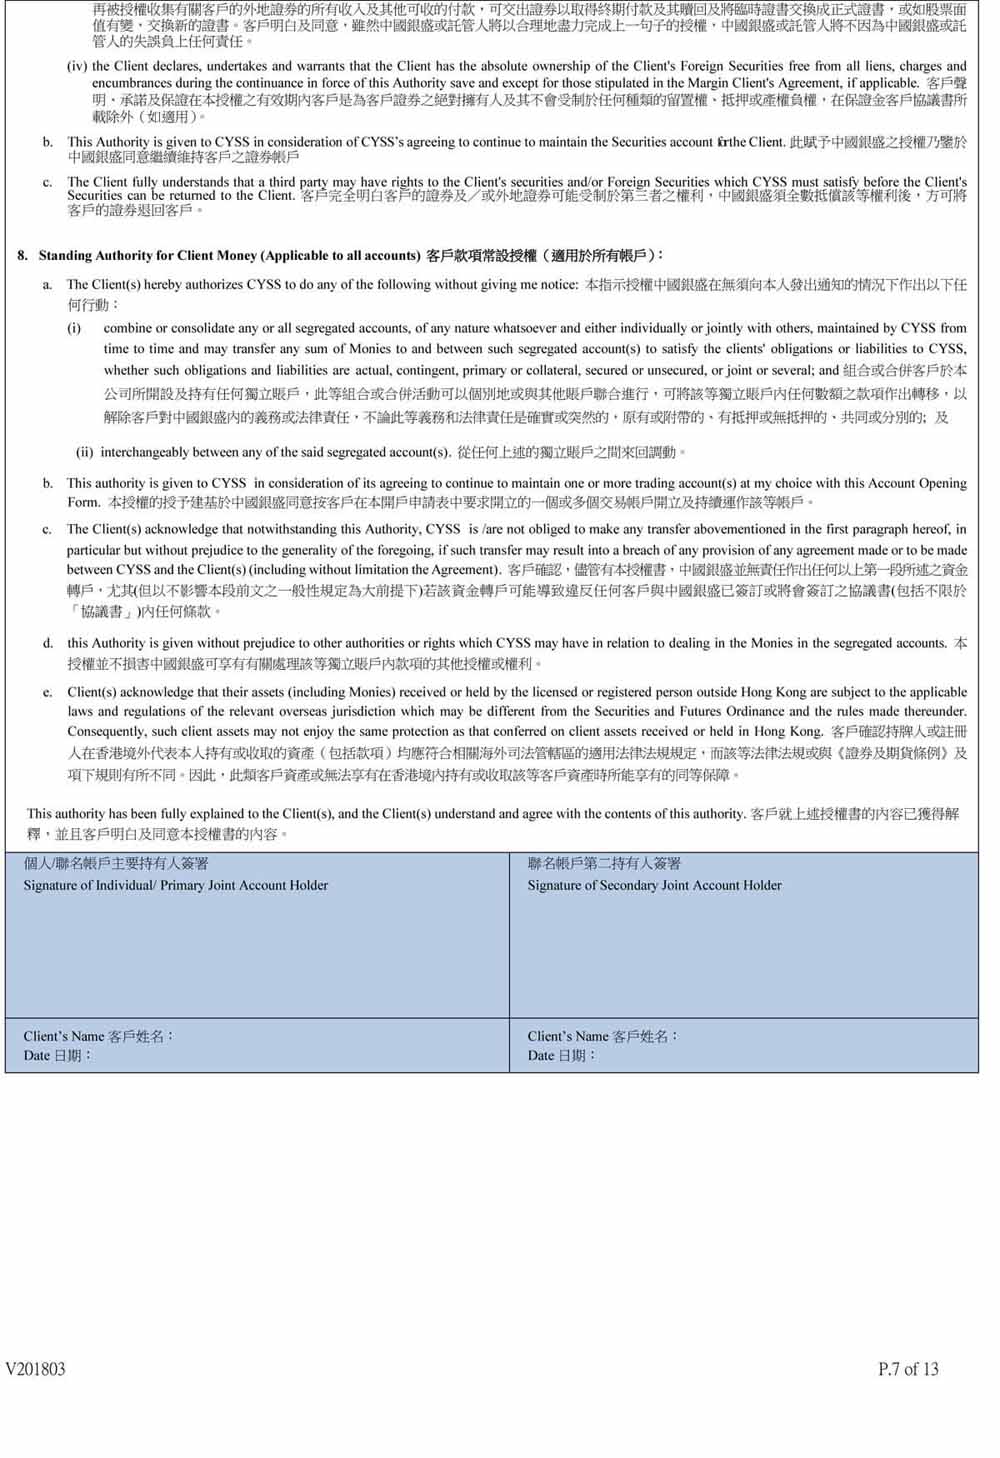 再被授權收集有關客戶的外地證券的所有收入及其他可收的付款，可交出證券以取得終期付款及其贖回及將臨時證書交換成正式證書，或如股票面
值有變，交換新的證書。客戶明白及同意，雖然中國銀盛或託管人將以合理地盡力完成上一句子的授權，中國銀盛或託管人將不因為中國銀盛或託
管人的失誤負上任何責任。
(iv) the Client declares, undertakes and warrants that the Client has the absolute ownership of the Client's Foreign Securities free from all liens, charges and
encumbrances during the continuance in force of this Authority save and except for those stipulated in the Margin Client's Agreement, if applicable. 客戶聲
明、承諾及保證在本授權之有效期內客戶是為客戶證券之絕對擁有人及其不會受制於任何種類的留置權、抵押或產權負權，在保證金客戶協議書所
載除外（如適用）。
b. This Authority is given to CYSS in consideration of CYSS's agreeing to continue to maintain the Securities account for the Client. 此賦予中國銀盛之授權乃鑒於
中國銀盛同意繼續維持客戶之證券帳戶
c. The Client fully understands that a third party may have rights to the Client's securities and/or Foreign Securities which CYSS must satisfy before the Client's
Securities can be returned to the Client. 客戶完全明白客戶的證券及／或外地證券可能受制於第三者之權利，中國銀盛須全數抵償該等權利後，方可將
客戶的證券退回客戶。
8. Standing Authority for Client Money (Applicable to all accounts) 客戶款項常設授權（適用於所有帳戶）：
a. The Client(s) hereby authorizes CYSS to do any of the following without giving me notice: 本指示授權中國銀盛在無須向本人發出通知的情況下作出以下任
何行動：
(i) combine or consolidate any or all segregated accounts, of any nature whatsoever and either individually or jointly with others, maintained by CYSS from
time to time and may transfer any sum of Monies to and between such segregated account(s) to satisfy the clients' obligations or liabilities to CYSS,
whether such obligations and liabilities are actual, contingent, primary or collateral, secured or unsecured, or joint or several; and 組合或合併客戶於本
公司所開設及持有任何獨立賬戶，此等組合或合併活動可以個別地或與其他賬戶聯合進行，可將該等獨立賬戶內任何數額之款項作出轉移，以
解除客戶對中國銀盛內的義務或法律責任，不論此等義務和法律責任是確實或突然的，原有或附帶的、有抵押或無抵押的、共同或分別的; 及
(ii) interchangeably between any of the said segregated account(s). 從任何上述的獨立賬戶之間來回調動。
b. This authority is given to CYSS in consideration of its agreeing to continue to maintain one or more trading account(s) at my choice with this Account Opening
Form. 本授權的授予建基於中國銀盛同意按客戶在本開戶申請表中要求開立的一個或多個交易帳戶開立及持續運作該等帳戶。
c. The Client(s) acknowledge that notwithstanding this Authority, CYSS is /are not obliged to make any transfer abovementioned in the first paragraph hereof, in
particular but without prejudice to the generality of the foregoing, if such transfer may result into a breach of any provision of any agreement made or to be made
between CYSS and the Client(s) (including without limitation the Agreement). 客戶確認，儘管有本授權書，中國銀盛並無責任作出任何以上第一段所述之資金
轉戶，尤其(但以不影響本段前文之一般性規定為大前提下)若該資金轉戶可能導致違反任何客戶與中國銀盛已簽訂或將會簽訂之協議書(包括不限於
「協議書」)內任何條款。
d. this Authority is given without prejudice to other authorities or rights which CYSS may have in relation to dealing in the Monies in the segregated accounts. 本
授權並不損害中國銀盛可享有有關處理該等獨立賬戶內款項的其他授權或權利。
e. Client(s) acknowledge that their assets (including Monies) received or held by the licensed or registered person outside Hong Kong are subject to the applicable
laws and regulations of the relevant overseas jurisdiction which may be different from the Securities and Futures Ordinance and the rules made thereunder.
Consequently, such client assets may not enjoy the same protection as that conferred on client assets received or held in Hong Kong. 客戶確認持牌人或註冊
人在香港境外代表本人持有或收取的資產（包括款項）均應符合相關海外司法管轄區的適用法律法規規定，而該等法律法規或與《證券及期貨條例》及
項下規則有所不同。因此，此類客戶資產或無法享有在香港境內持有或收取該等客戶資產時所能享有的同等保障。
This authority has been fully explained to the Client(s), and the Client(s) understand and agree with the contents of this authority. 客戶就上述授權書的內容已獲得解
釋，並且客戶明白及同意本授權書的內容。
個人/聯名帳戶主要持有人簽署
Signature of Individual/ Primary Joint Account Holder
聯名帳戶第二持有人簽署
Signature of Secondary Joint Account Holder
Client's Name 客戶姓名：
Date 日期：
Client's Name 客戶姓名：
Date 日期：
V201803
P.7 of 13